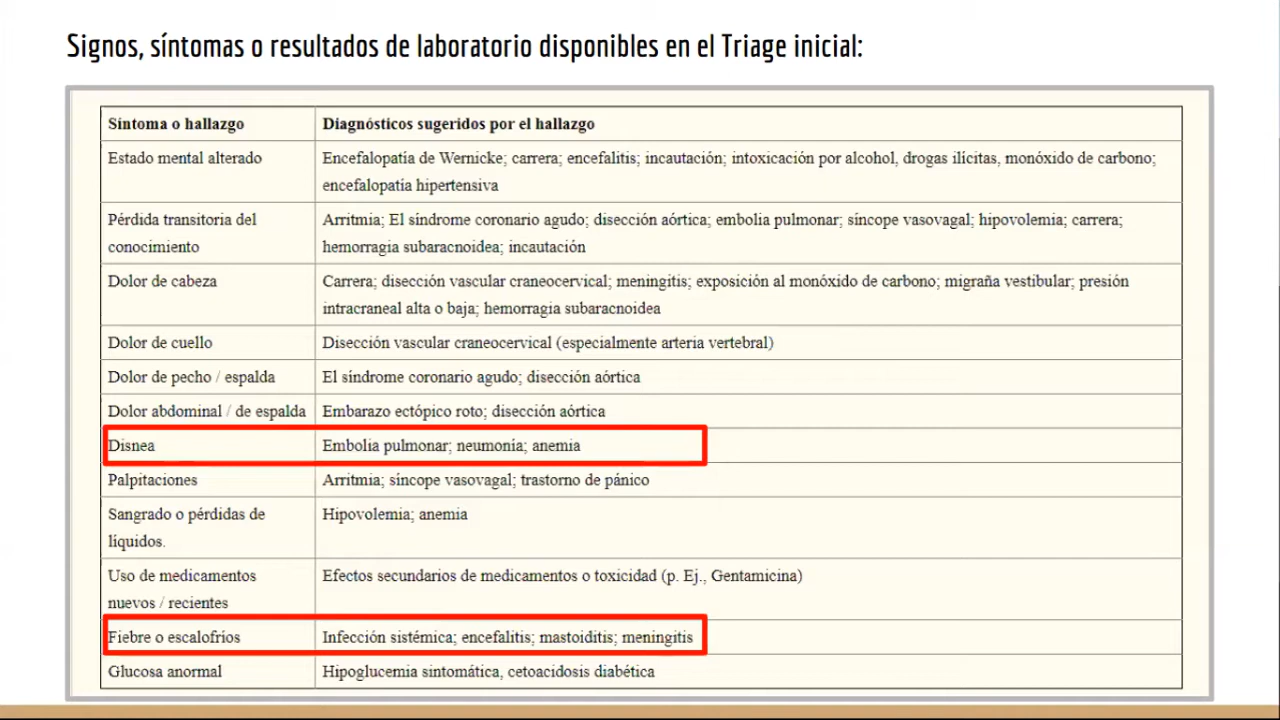 Signos, síntomas o resultados de laboratorio disponibles en el Triage inicial:
Síntoma o hallazgo Diagnósticos sugeridos por el hallazgo
Estado mental alterado Encefalopatía de Wernicke; carrera; encefalitis; incautación; intoxicación por alcohol, drogas ilícitas, monóxido de carbono;
encefalopatía hipertensiva
Pérdida transitoria del Arritmia; El síndrome coronario agudo; disección aórtica; embolia pulmonar; síncope vasovagal; hipovolemia; carrera;
conocimiento hemorragia subaracnoidea; incautación
Dolor de cabeza Carrera; disección vascular craneocervical; meningitis; exposición al monóxido de carbono; migraña vestibular; presión
intracraneal alta o baja; hemorragia subaracnoidea
Dolor de cuello Disección vascular craneocervical (especialmente arteria vertebral)
Dolor de pecho / espalda El síndrome coronario agudo; disección aórtica
Dolor abdominal / de espalda Embarazo ectópico roto; disección aórtica
Disnea Embolia pulmonar; neumonía; anemia
Palpitaciones Arritmia; síncope vasovagal; trastorno de pánico
Sangrado o pérdidas de Hipovolemia; anemia
líquidos.
Uso de medicamentos Efectos secundarios de medicamentos o toxicidad (p. Ej., Gentamicina)
nuevos / recientes
Fiebre o escalofríos Infección sistémica; encefalitis; mastoiditis; meningitis
Glucosa anormal Hipoglucemia sintomática, cetoacidosis diabética